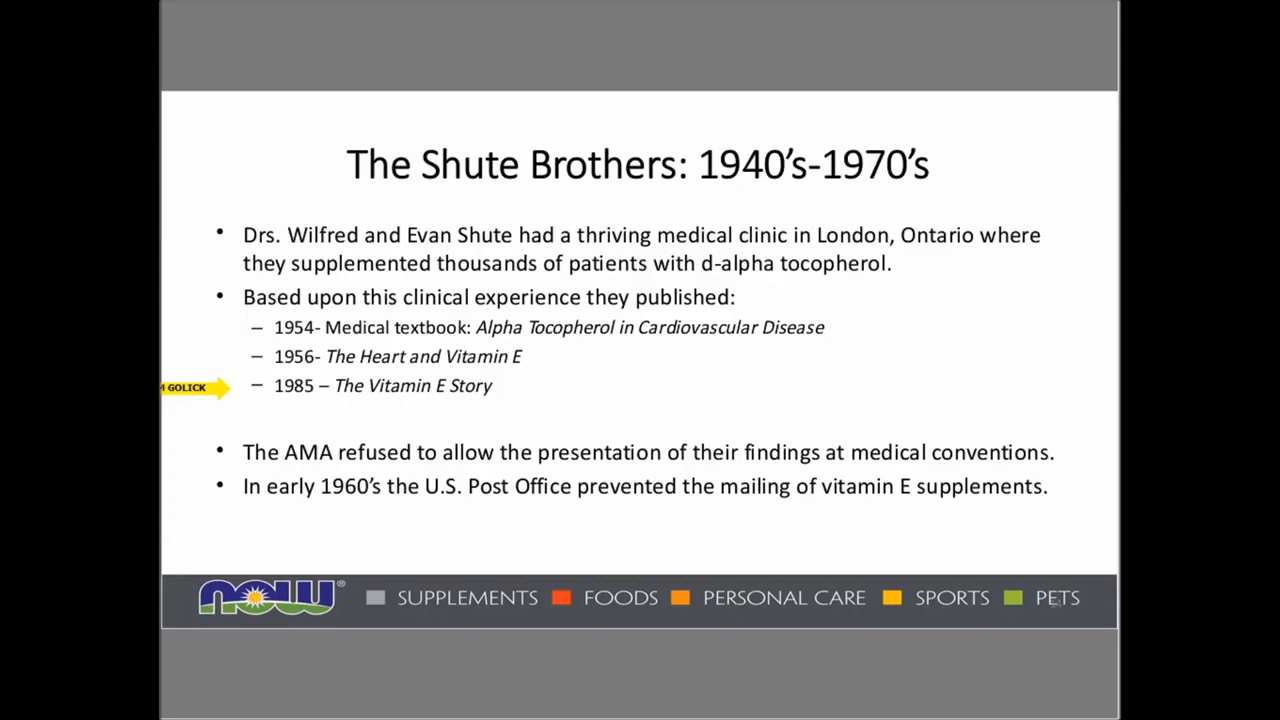 The Shute Brothers: 1940’s-1970’s
• Drs. Wilfred and Evan Shute had a thriving medical clinic in London, Ontario where
they supplemented thousands of patients with d-alpha tocopherol.
• Based upon this clinical experience they published:
– 1954- Medical textbook: Alpha Tocopherol in Cardiovascular Disease
– 1956- The Heart and Vitamin E
GOLICK
– 1985 – The Vitamin E Story
• The AMA refused to allow the presentation of their findings at medical conventions.
• In early 1960’s the U.S. Post Office prevented the mailing of vitamin E supplements.
now® SUPPLEMENTS FOODS PERSONAL CARE SPORTS PETS